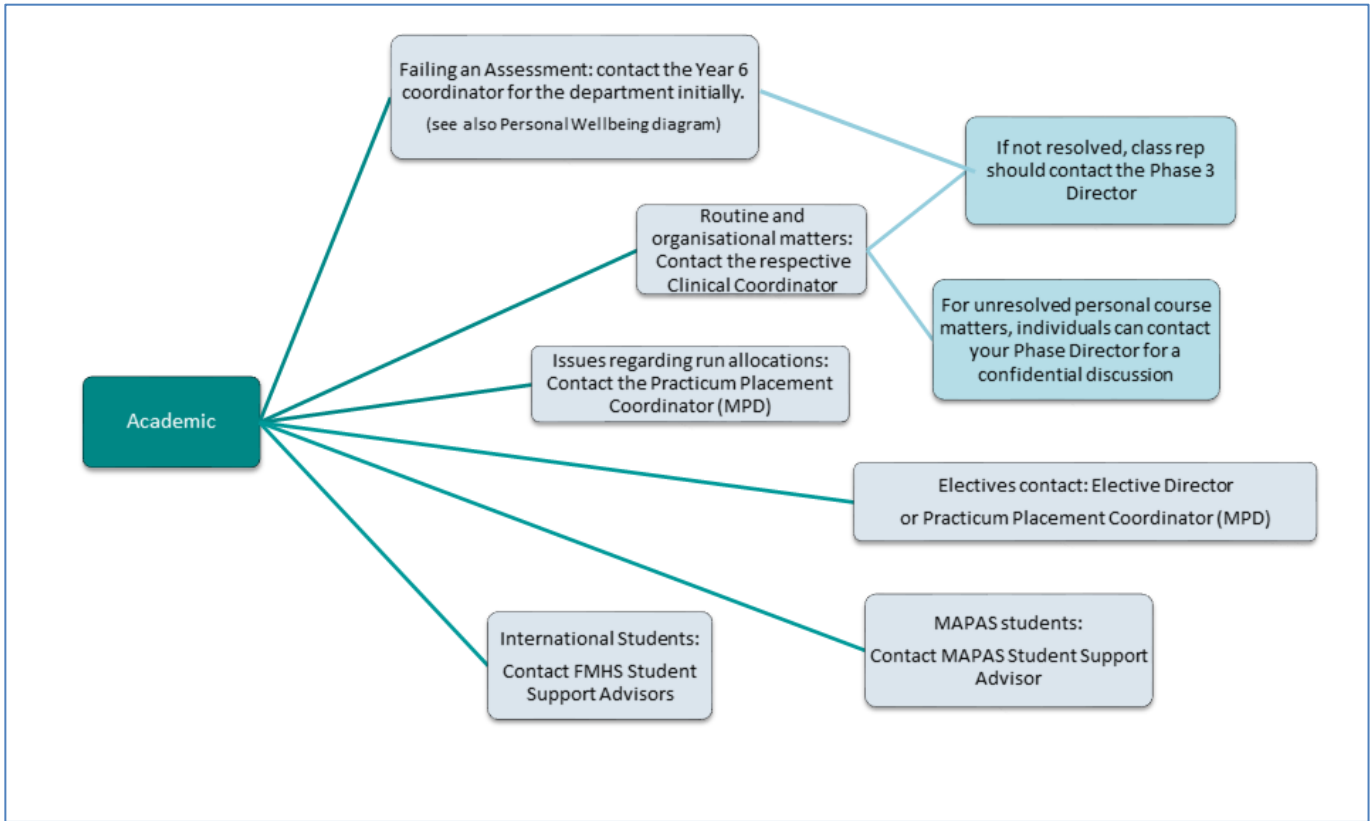 Failing an Assessment: contact the Year 6
coordinator for the department initially.
(see also Personal Wellbeing diagram)
If not resolved, class rep
should contact the Phase 3
Director
Routine and
organisational matters:
Contact the respective
Clinical Coordinator
For unresolved personal course
matters, individuals can contact
your Phase Director for a
confidential discussion
Issues regarding run allocations:
Contact the Practicum Placement
Coordinator (MPD)
Academic
Electives contact: Elective Director
or Practicum Placement Coordinator (MPD)
MAPAS students:
Contact MAPAS Student Support
Advisor
International Students:
Contact FMHS Student
Support Advisors